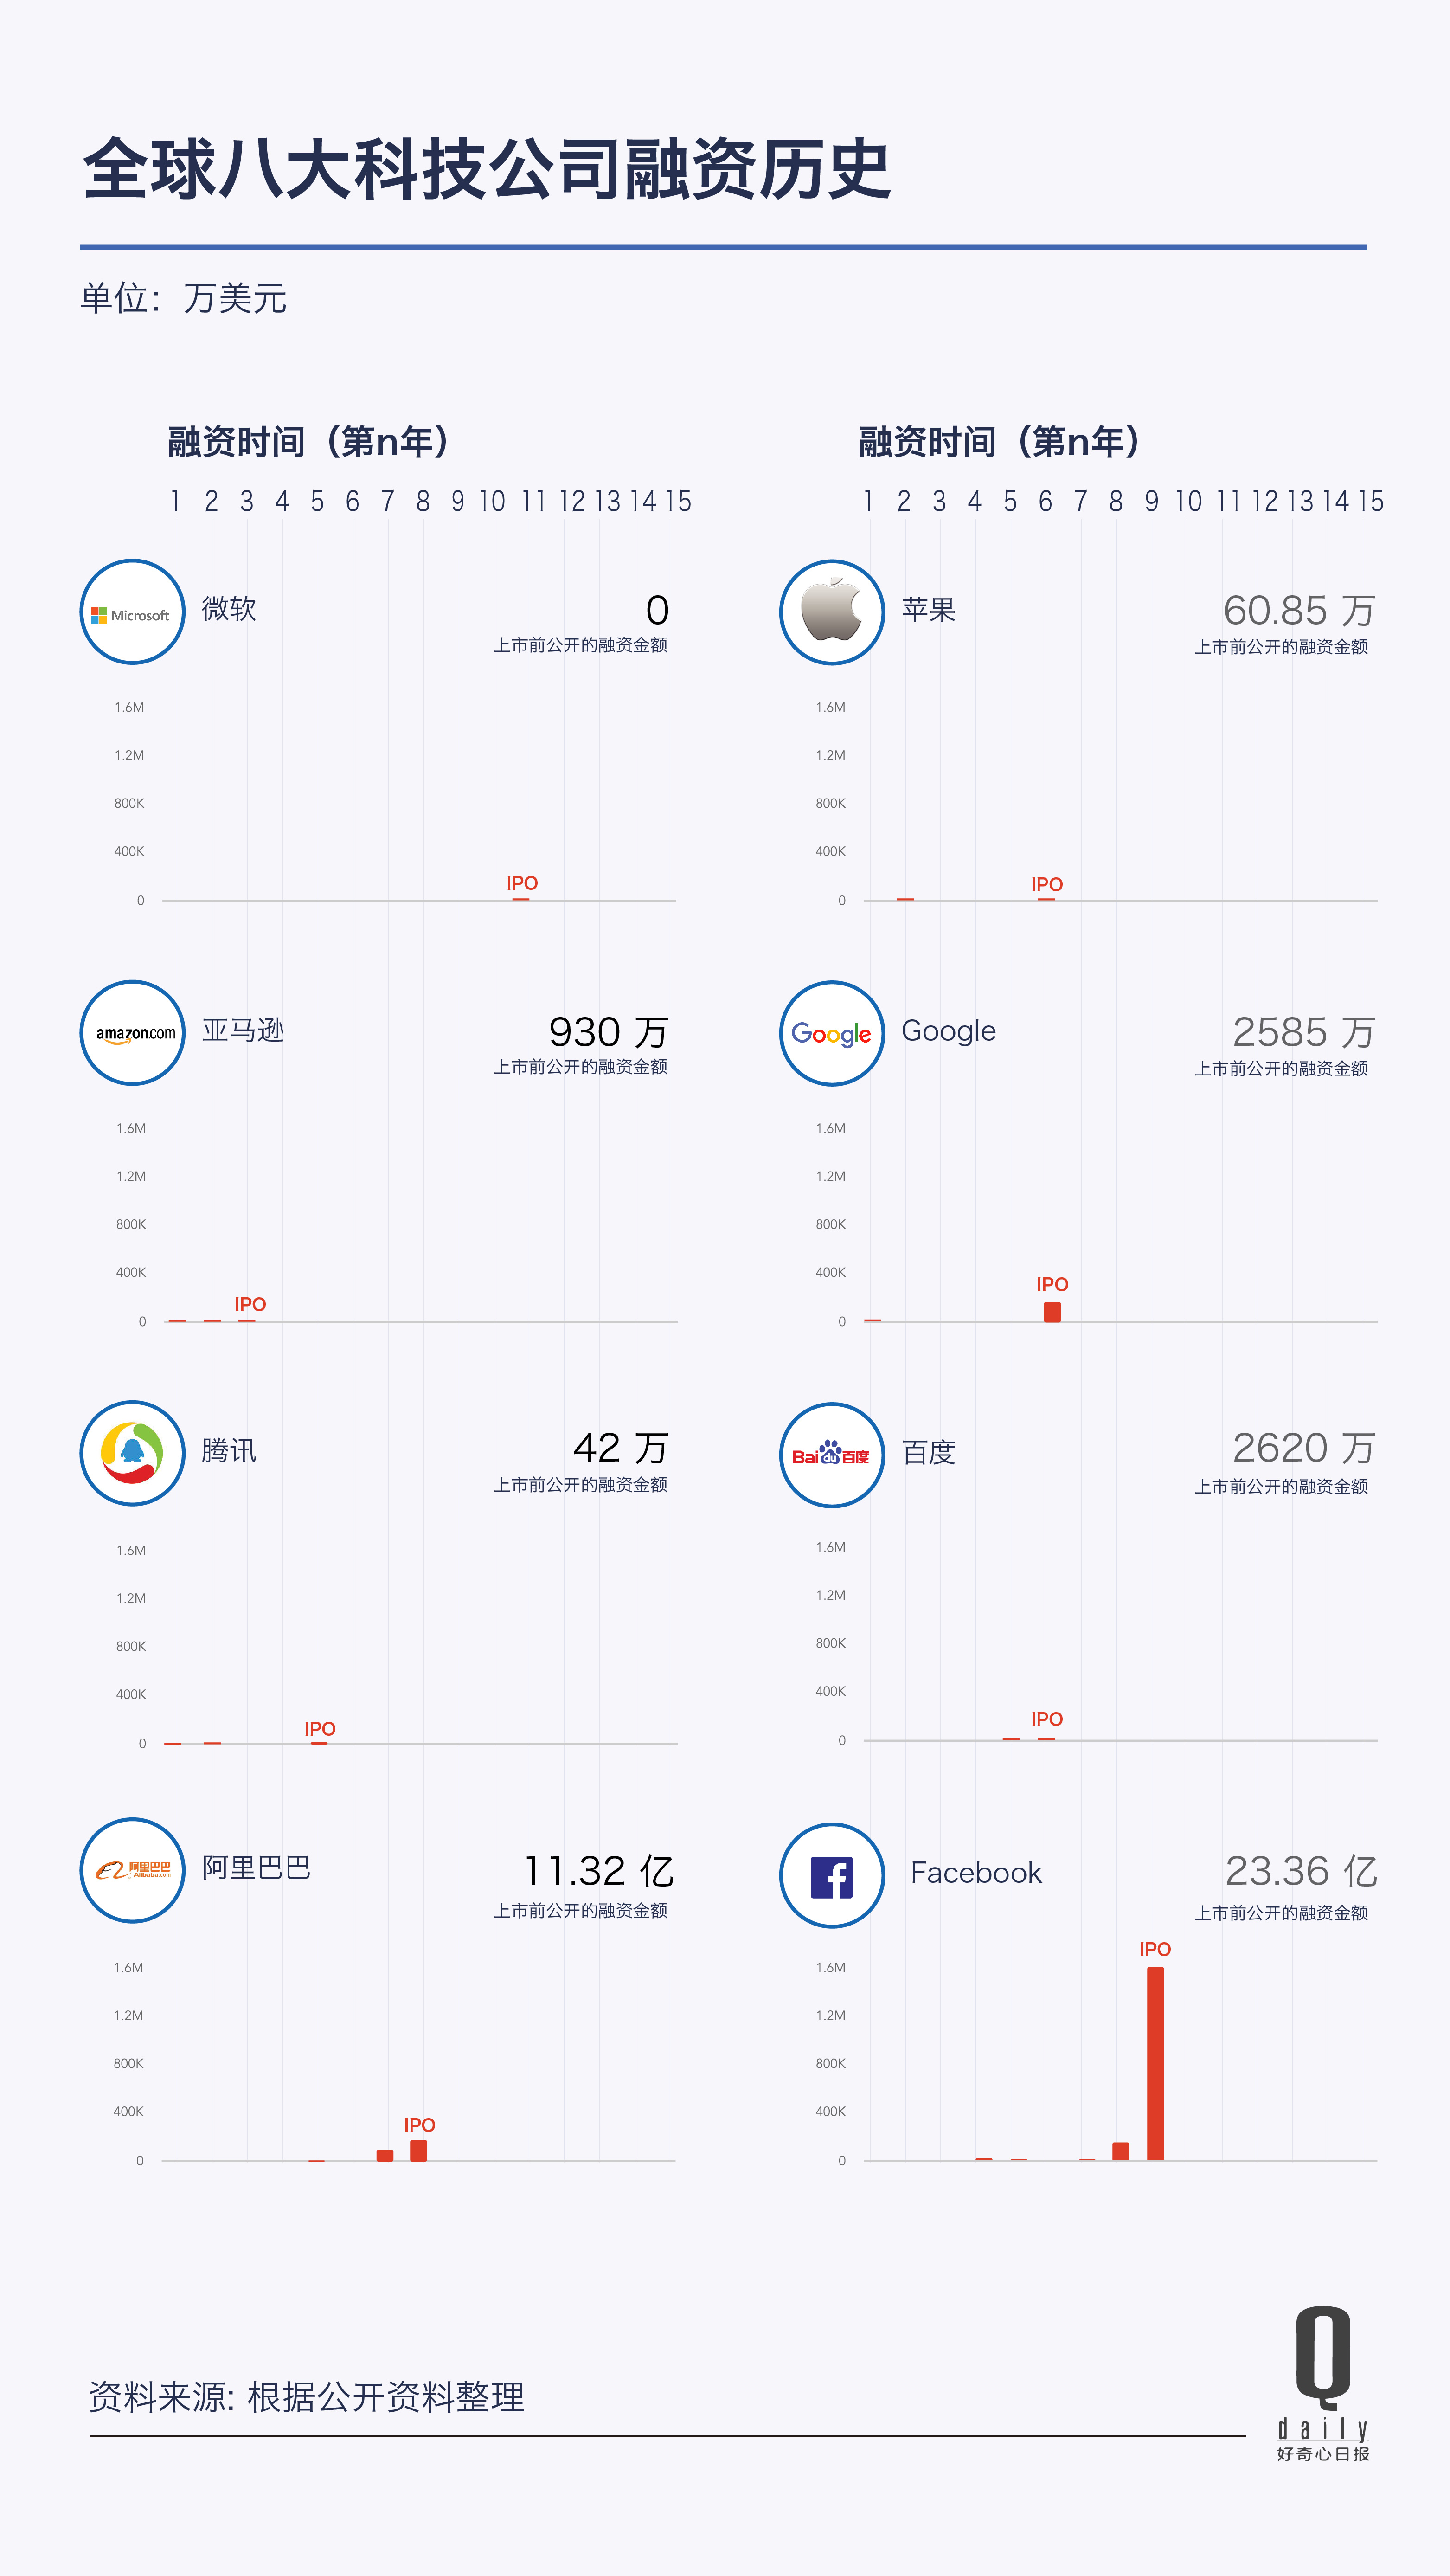 全球八大科技公司融资历史
单位：万美元
融资时间（第n年）
1 2 3 4 5 6 7 8 9 10 11 12 13 14 15
融资时间（第n年）
1 2 3 4 5 6 7 8 9 10 11 12 13 14 15
Microsoft
微软
0
上市前公开的融资金额
1.6M
1.2M
800K
400K
0
IPO
苹果
60.85 万
上市前公开的融资金额
1.6M
1.2M
800K
400K
0
IPO
amazon.com
亚马逊
930 万
上市前公开的融资金额
1.6M
1.2M
800K
400K
0
IPO
Google
Google
2585 万
上市前公开的融资金额
1.6M
1.2M
800K
400K
0
IPO
腾讯
42 万
上市前公开的融资金额
1.6M
1.2M
800K
400K
0
IPO
Bai du 百度
百度
2620 万
上市前公开的融资金额
1.6M
1.2M
800K
400K
0
IPO
阿里巴巴
Alibaba.com
阿里巴巴
11.32 亿
上市前公开的融资金额
1.6M
1.2M
800K
400K
0
IPO
f
Facebook
23.36 亿
上市前公开的融资金额
1.6M
1.2M
800K
400K
0
IPO
资料来源: 根据公开资料整理
Q
daily
好奇心日报